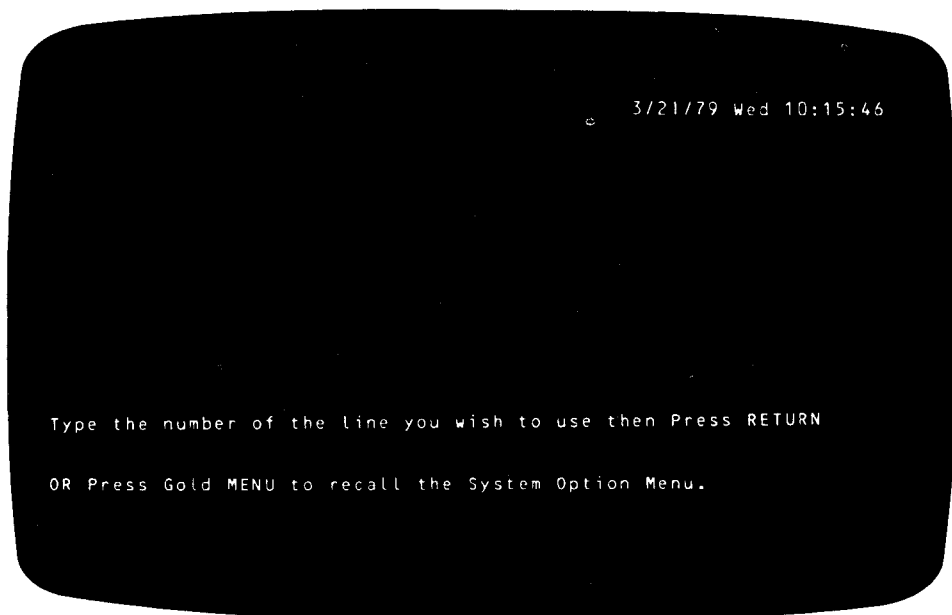 3/21/79 Wed 10:15:46
Type the number of the line you wish to use then Press RETURN
OR Press Gold MENU to recall the System Option Menu.